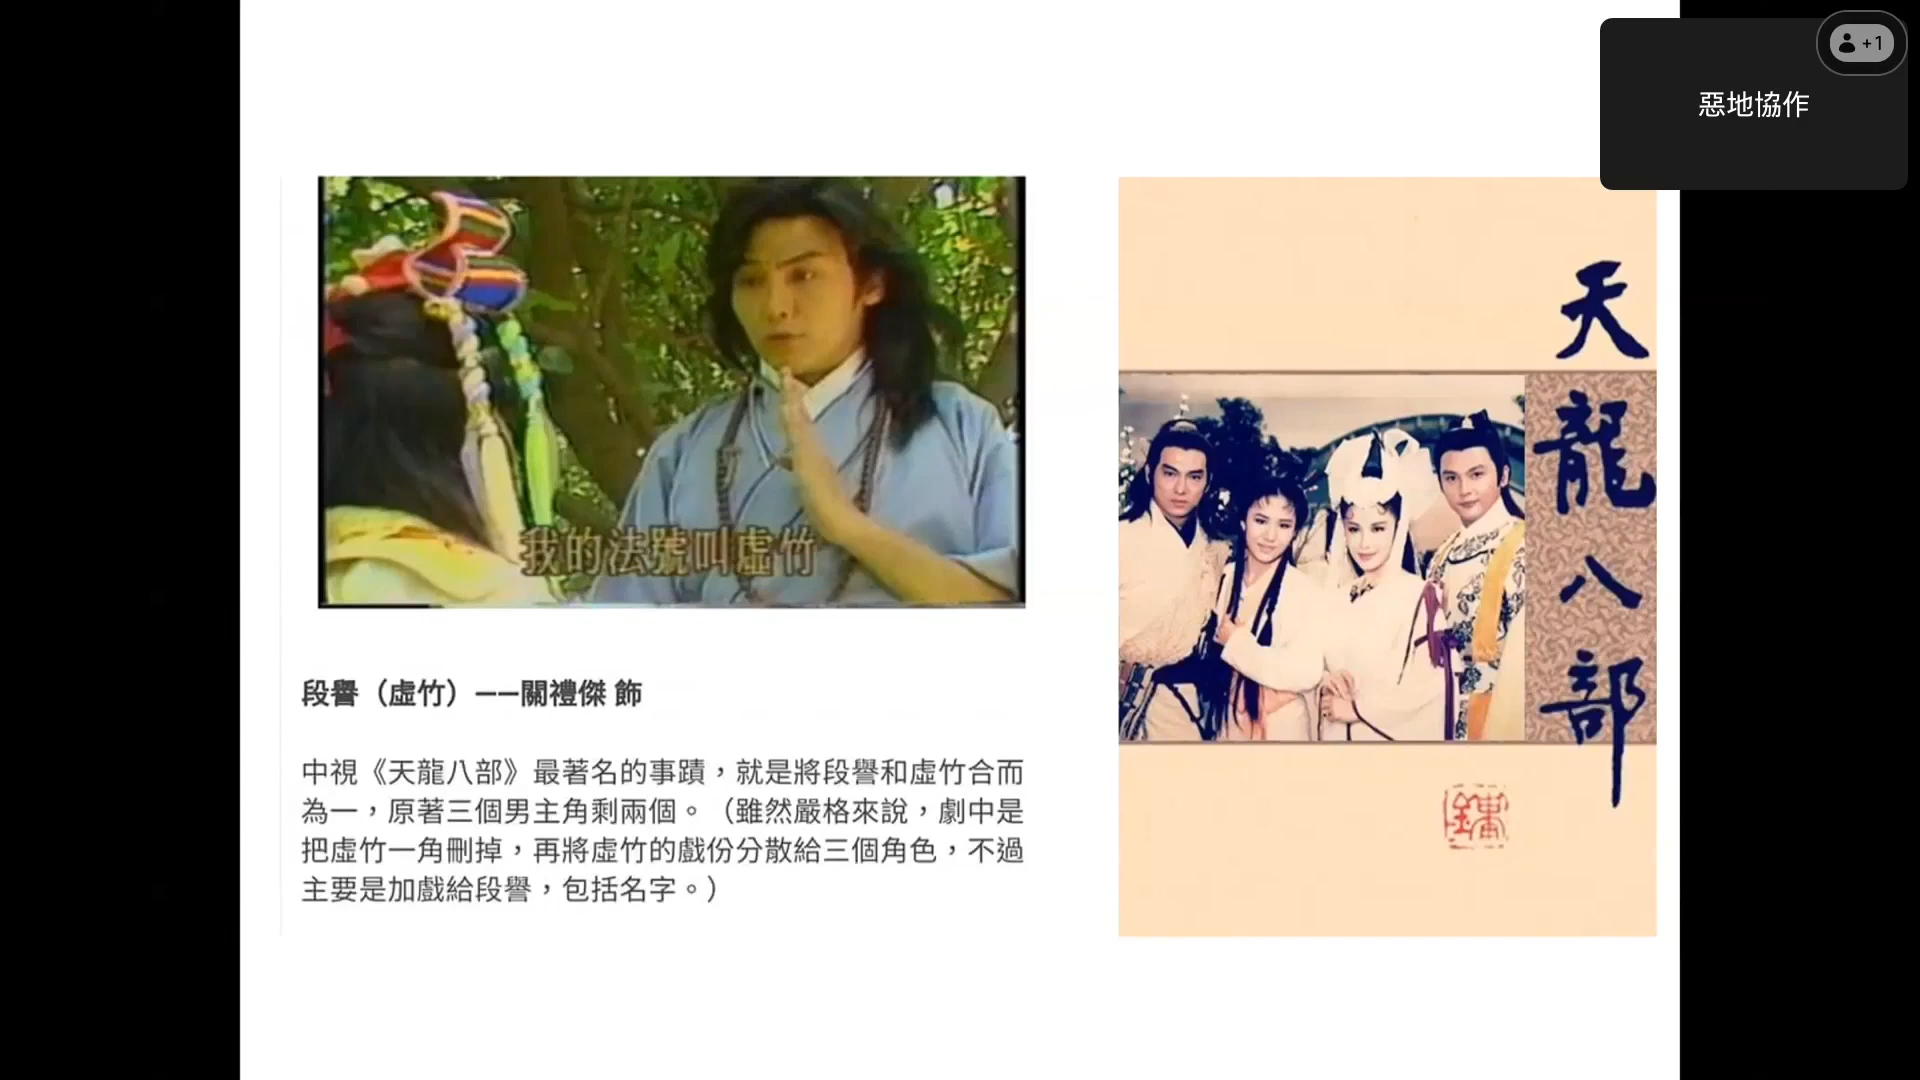 +1
惡地協作
我的法號叫虛竹
段譽（虛竹）——關禮傑 飾
中視《天龍八部》最著名的事蹟，就是將段譽和虛竹合而
為一，原著三個男主角剩兩個。（雖然嚴格來說，劇中是
把虛竹一角刪掉，再將虛竹的戲份分散給三個角色，不過
主要是加戲給段譽，包括名字。）
天龍八部